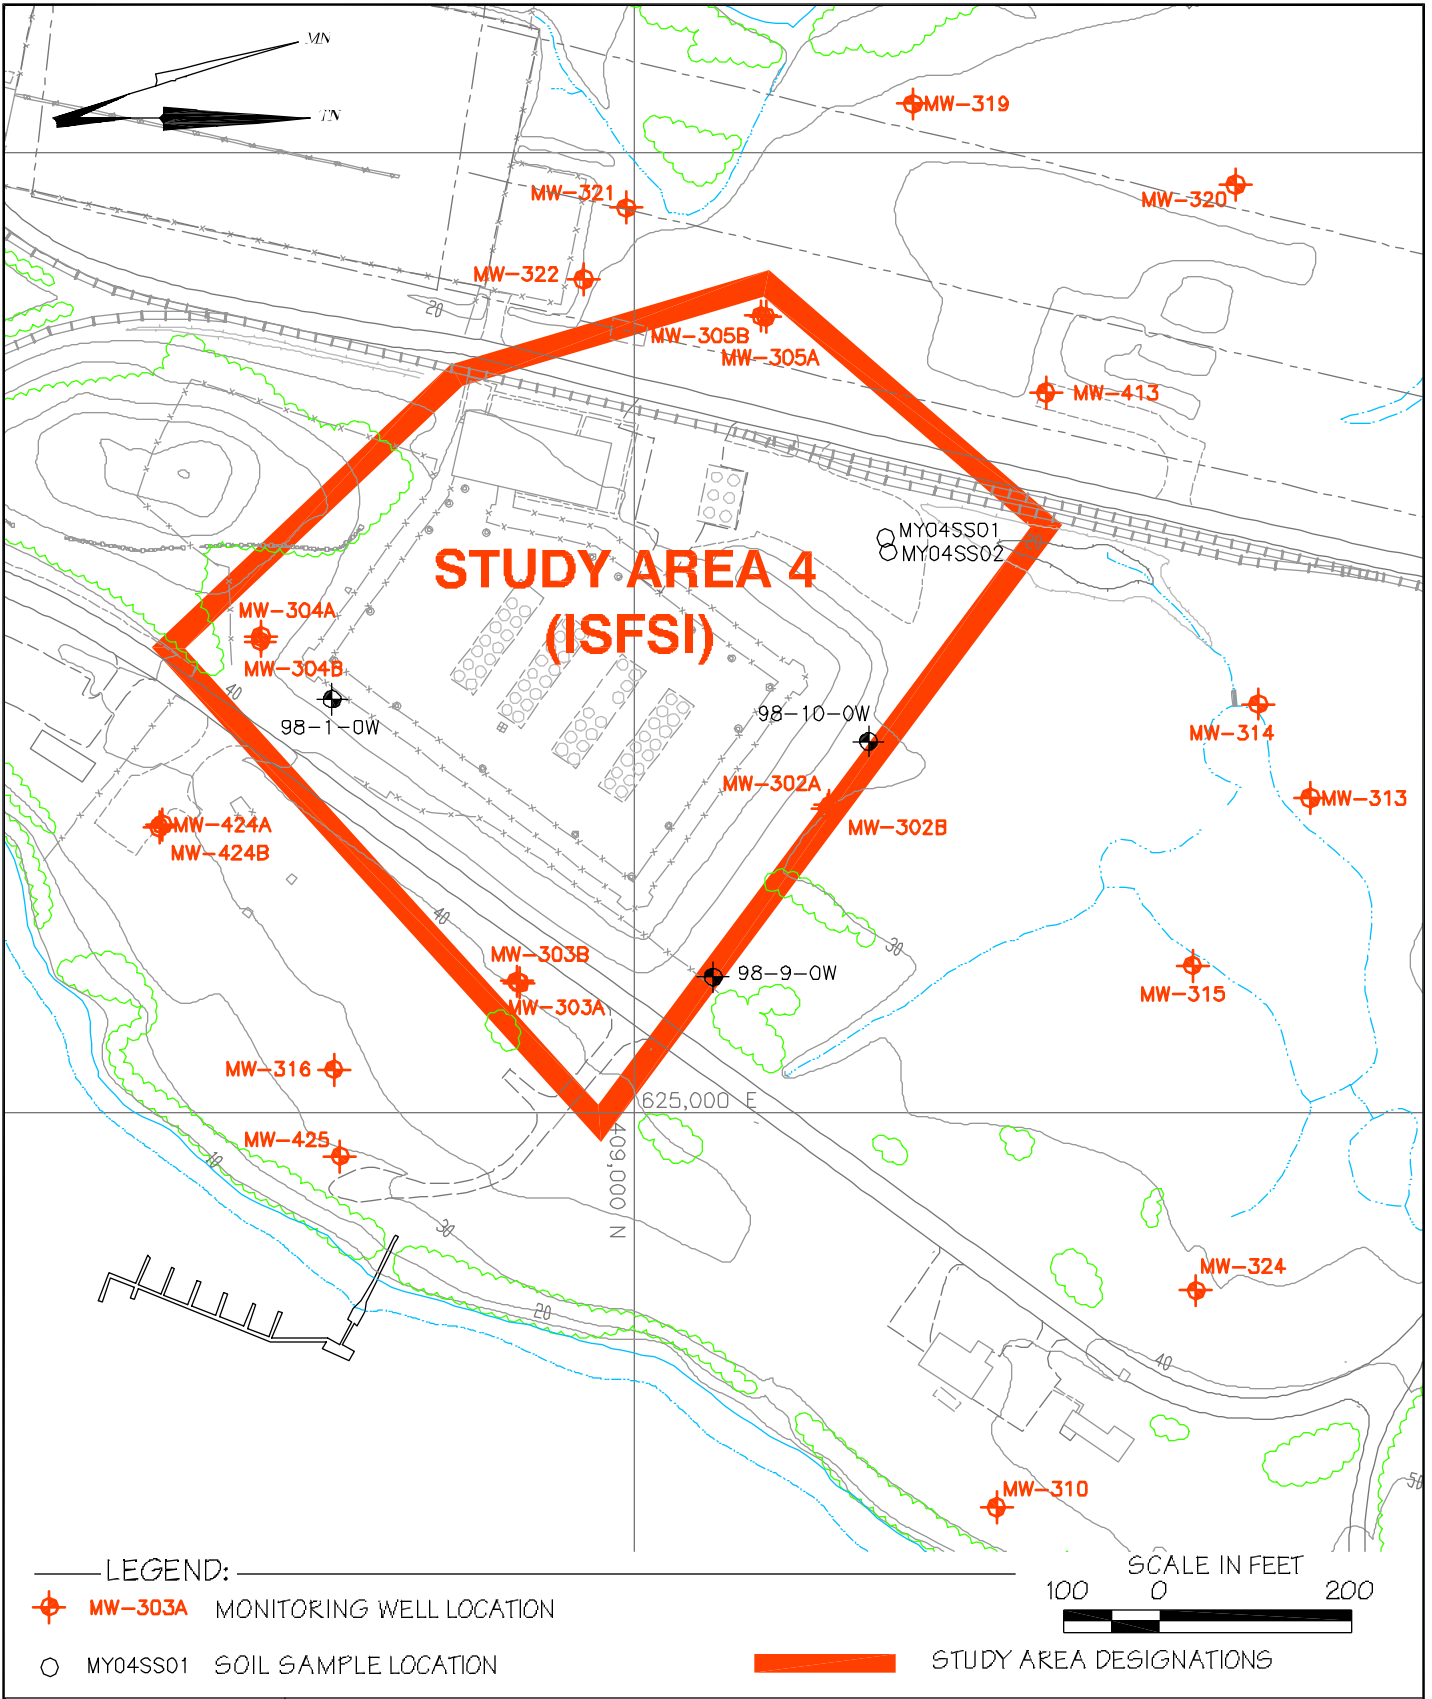 MN
TN
MW-319
MW-320
MW-321
MW-322
20
MW-305B
MW-305A
MW-413
MY04SS01
MY04SS02
STUDY AREA 4
(ISFSI)
MW-304A
MW-304B
40
98-1-OW
98-10-OW
MW-314
MW-302A
MW-302B
MW-313
MW-424A
MW-424B
40
30
MW-303B
MW-303A
98-9-OW
MW-315
MW-316
625,000 E
409,000 N
MW-425
10
30
20
MW-324
40
50
MW-310
LEGEND:
MW-303A MONITORING WELL LOCATION
MY04SS01 SOIL SAMPLE LOCATION
SCALE IN FEET
100 0 200
STUDY AREA DESIGNATIONS